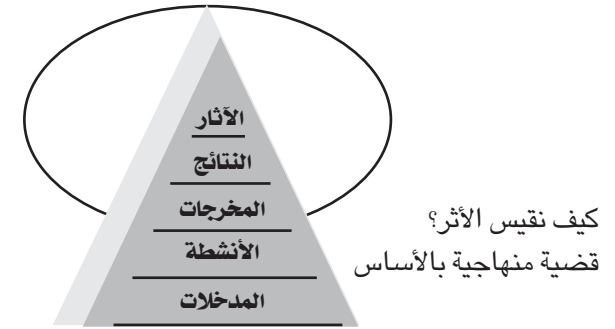 الآثار
النتائج
المخرجات
الأنشطة
المدخلات
كيف نقيس الأثر؟
قضية منهاجية بالأساس